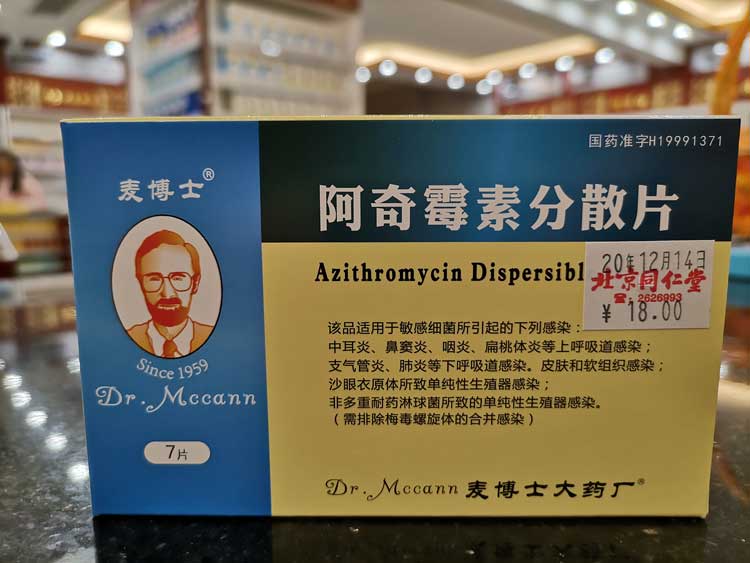 国药准字H19991371
麦博士®
阿奇霉素分散片
Azithromycin Dispersibl
20年12月14日
北京同仁堂
☎:2626993
¥ 18.00
该品适用于敏感细菌所引起的下列感染:
中耳炎、鼻窦炎、咽炎、扁桃体炎等上呼吸道感染;
支气管炎、肺炎等下呼吸道感染。皮肤和软组织感染;
沙眼衣原体所致单纯性生殖器感染;
非多重耐药淋球菌所致的单纯性生殖器感染。
(需排除梅毒螺旋体的合并感染)
Since 1959
Dr. Mccann
7片
Dr. Mccann 麦博士大药厂®